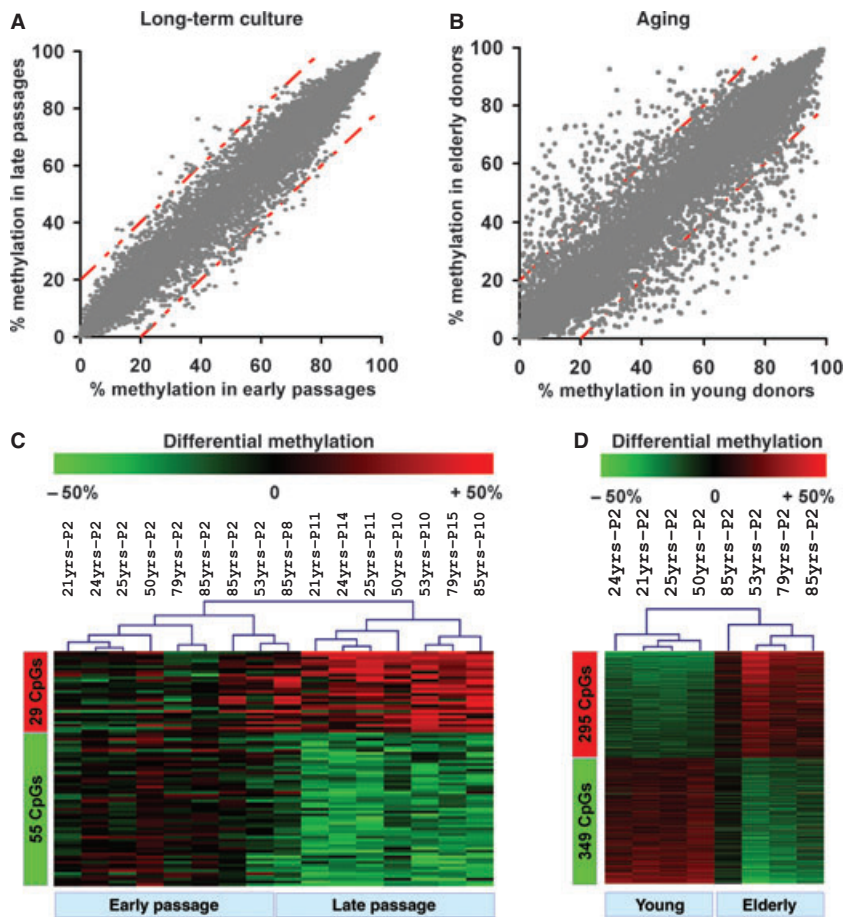 A
Long-term culture
% methylation in late passages
100
80
60
40
20
0
0 20 40 60 80 100
% methylation in early passages
B
Aging
% methylation in elderly donors
100
80
60
40
20
0
0 20 40 60 80 100
% methylation in young donors
C
Differential methylation
– 50% 0 + 50%
21yrs-P2
24yrs-P2
25yrs-P2
50yrs-P2
79yrs-P2
85yrs-P2
85yrs-P2
53yrs-P2
85yrs-P8
21yrs-P11
24yrs-P14
25yrs-P11
50yrs-P10
53yrs-P10
79yrs-P15
85yrs-P10
29 CpGs
55 CpGs
Early passage Late passage
D
Differential methylation
– 50% 0 + 50%
24yrs-P2
21yrs-P2
25yrs-P2
50yrs-P2
85yrs-P2
53yrs-P2
79yrs-P2
85yrs-P2
295 CpGs
349 CpGs
Young Elderly